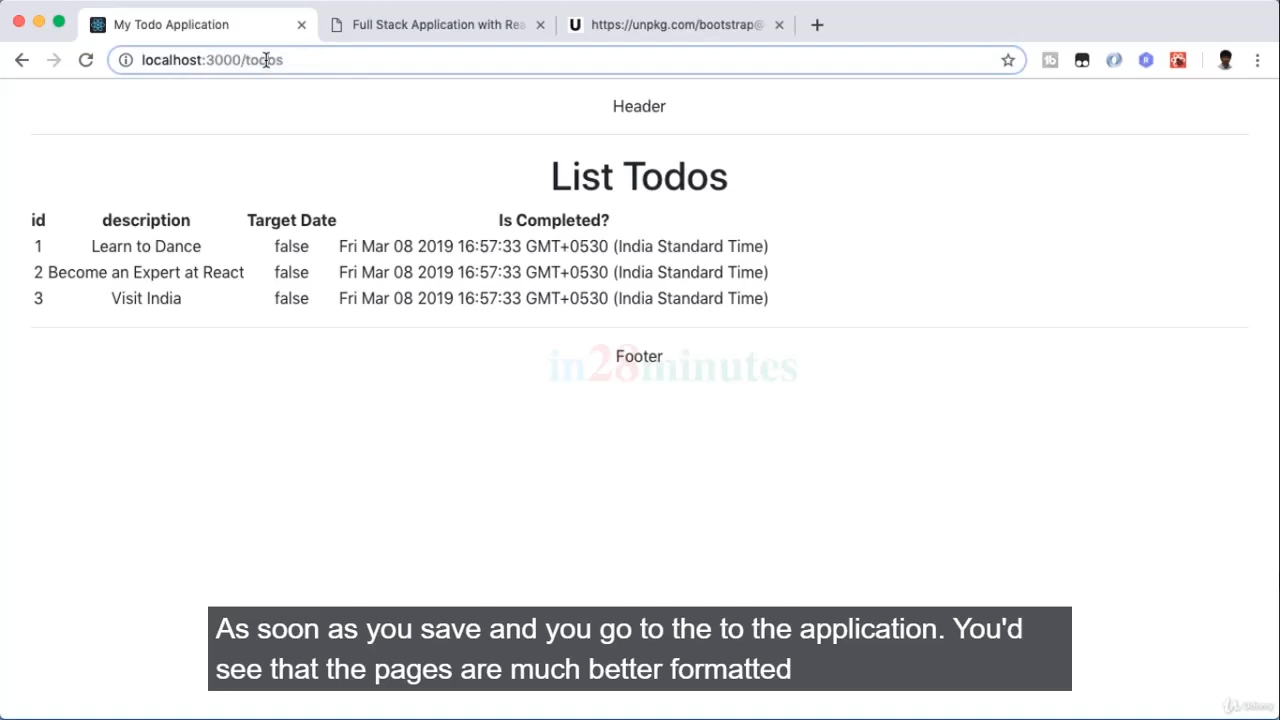 My Todo Application
Full Stack Application with Rea
https://unpkg.com/bootstrap@
localhost:3000/todos
Header
List Todos
id description Target Date Is Completed?
1 Learn to Dance false Fri Mar 08 2019 16:57:33 GMT+0530 (India Standard Time)
2 Become an Expert at React false Fri Mar 08 2019 16:57:33 GMT+0530 (India Standard Time)
3 Visit India false Fri Mar 08 2019 16:57:33 GMT+0530 (India Standard Time)
Footer
in28minutes
As soon as you save and you go to the to the application. You'd
see that the pages are much better formatted
Udemy